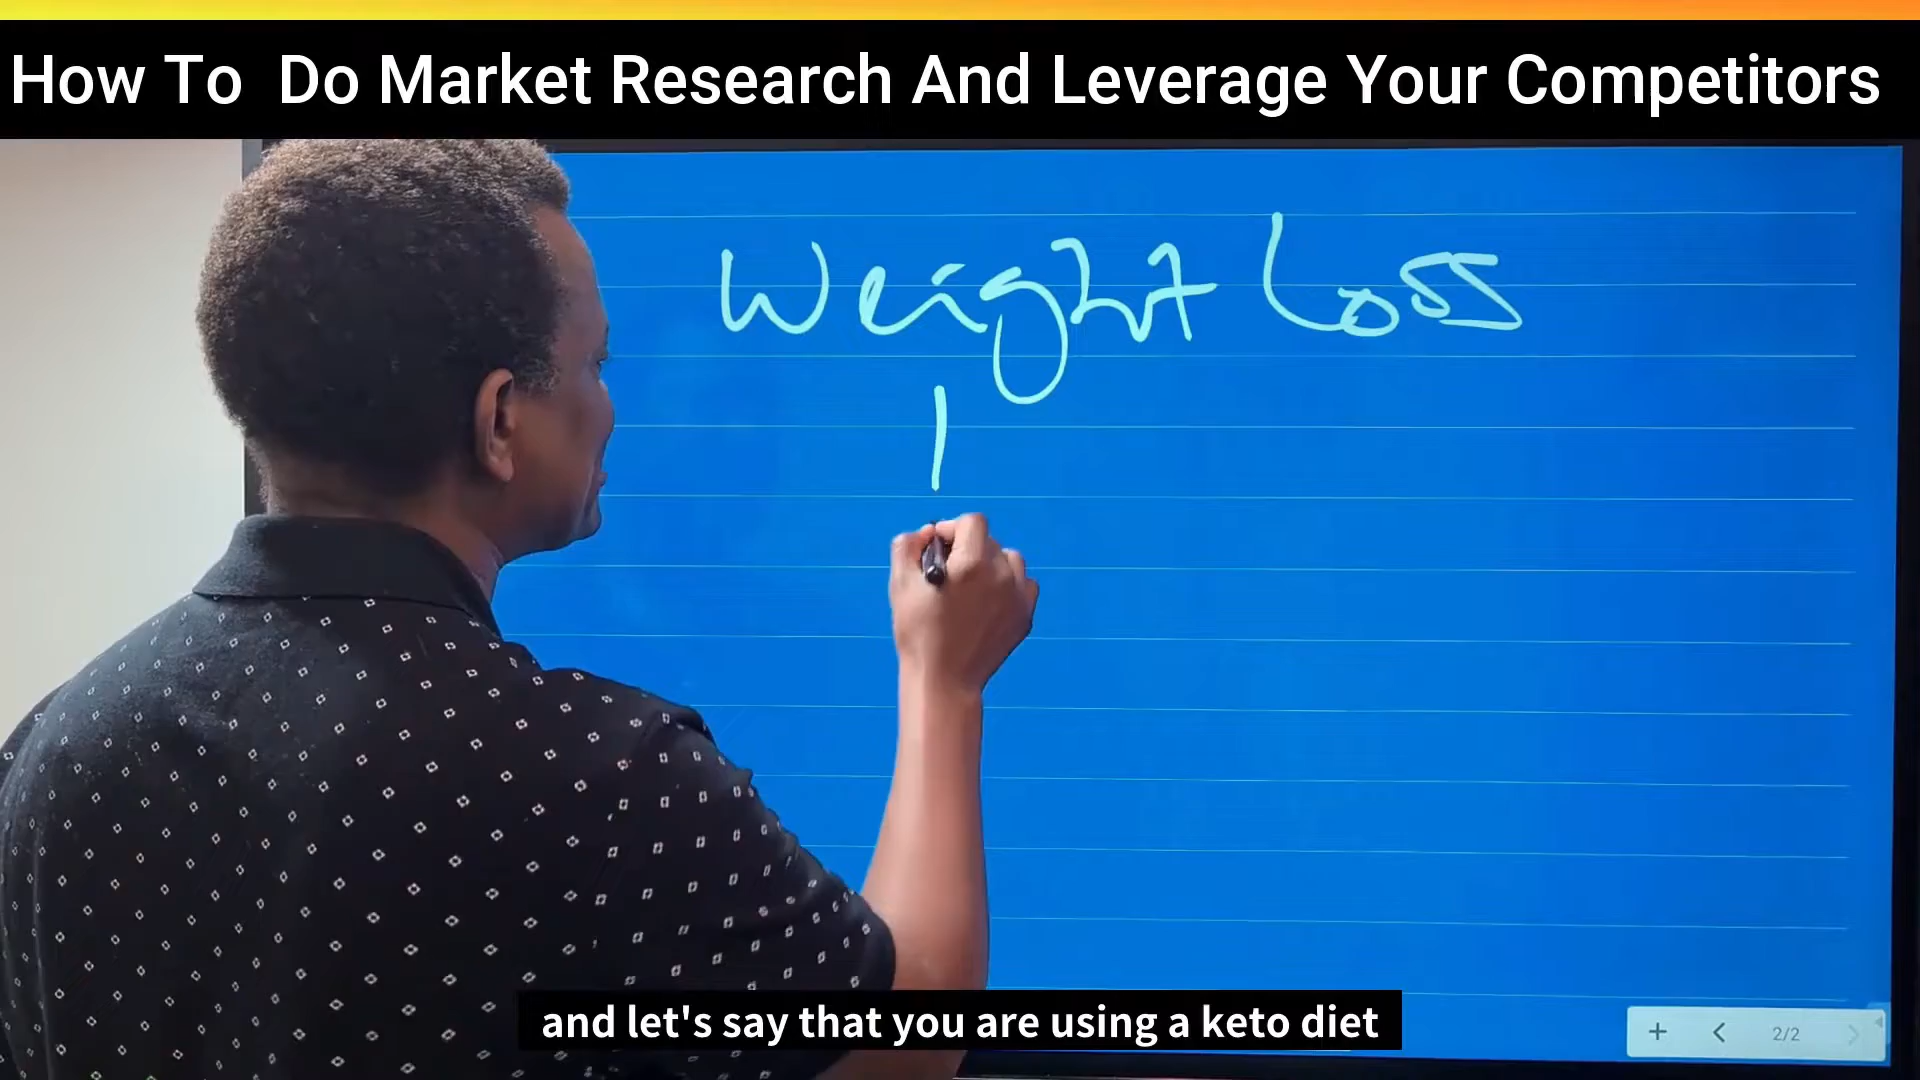 How To Do Market Research And Leverage Your Competitors
Weight Loss
and let's say that you are using a keto diet
2/2